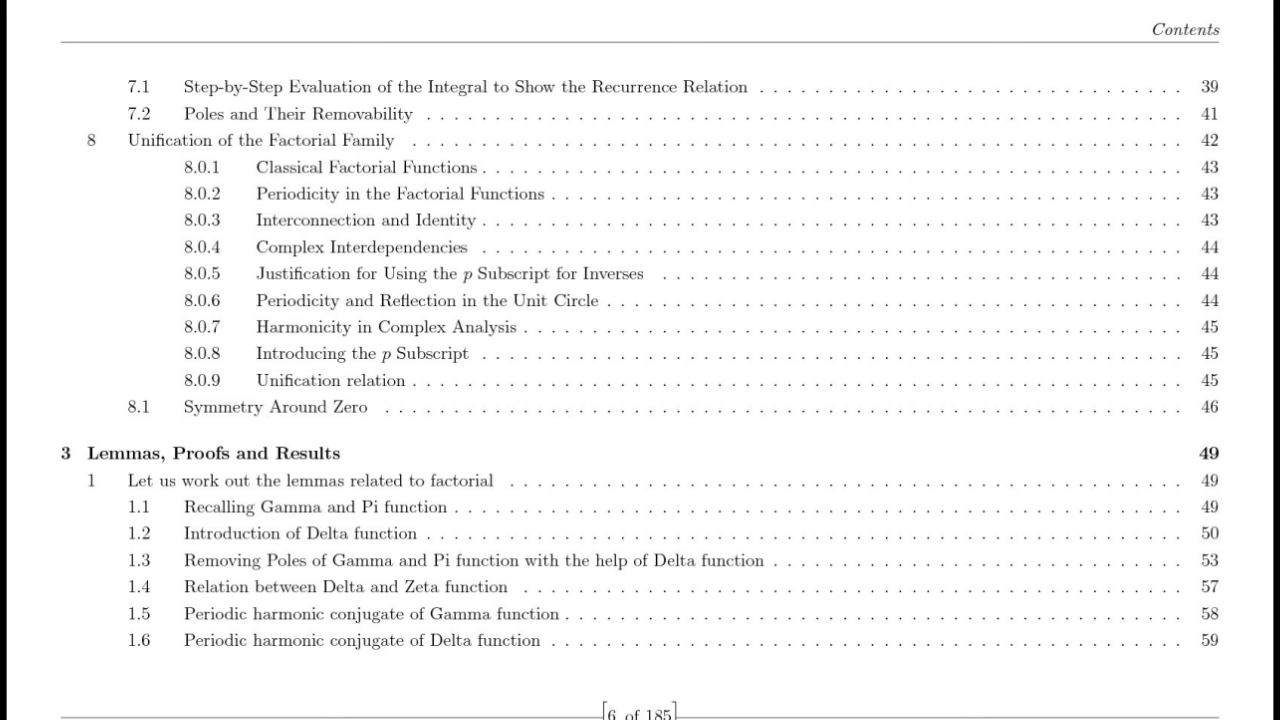 Contents
7.1 Step-by-Step Evaluation of the Integral to Show the Recurrence Relation . . . . . . . . . . . . . . . . . . . . . . . . . . . . . . . 39
7.2 Poles and Their Removability . . . . . . . . . . . . . . . . . . . . . . . . . . . . . . . 41
8 Unification of the Factorial Family . . . . . . . . . . . . . . . . . . . . . . . . . . . . . . . 42
8.0.1 Classical Factorial Functions . . . . . . . . . . . . . . . . . . . . . . . . . . . . . . . 43
8.0.2 Periodicity in the Factorial Functions . . . . . . . . . . . . . . . . . . . . . . . . . . . . . . . 43
8.0.3 Interconnection and Identity . . . . . . . . . . . . . . . . . . . . . . . . . . . . . . . 43
8.0.4 Complex Interdependencies . . . . . . . . . . . . . . . . . . . . . . . . . . . . . . . 44
8.0.5 Justification for Using the p Subscript for Inverses . . . . . . . . . . . . . . . . . . . . . . . . . . . . . . . 44
8.0.6 Periodicity and Reflection in the Unit Circle . . . . . . . . . . . . . . . . . . . . . . . . . . . . . . . 44
8.0.7 Harmonicity in Complex Analysis . . . . . . . . . . . . . . . . . . . . . . . . . . . . . . . 45
8.0.8 Introducing the p Subscript . . . . . . . . . . . . . . . . . . . . . . . . . . . . . . . 45
8.0.9 Unification relation . . . . . . . . . . . . . . . . . . . . . . . . . . . . . . . 45
8.1 Symmetry Around Zero . . . . . . . . . . . . . . . . . . . . . . . . . . . . . . . 46
3 Lemmas, Proofs and Results 49
1 Let us work out the lemmas related to factorial . . . . . . . . . . . . . . . . . . . . . . . . . . . . . . . 49
1.1 Recalling Gamma and Pi function . . . . . . . . . . . . . . . . . . . . . . . . . . . . . . . 49
1.2 Introduction of Delta function . . . . . . . . . . . . . . . . . . . . . . . . . . . . . . . 50
1.3 Removing Poles of Gamma and Pi function with the help of Delta function . . . . . . . . . . . . . . . . . . . . . . . . . . . . . . . 53
1.4 Relation between Delta and Zeta function . . . . . . . . . . . . . . . . . . . . . . . . . . . . . . . 57
1.5 Periodic harmonic conjugate of Gamma function . . . . . . . . . . . . . . . . . . . . . . . . . . . . . . . 58
1.6 Periodic harmonic conjugate of Delta function . . . . . . . . . . . . . . . . . . . . . . . . . . . . . . . 59
[6 of 185]